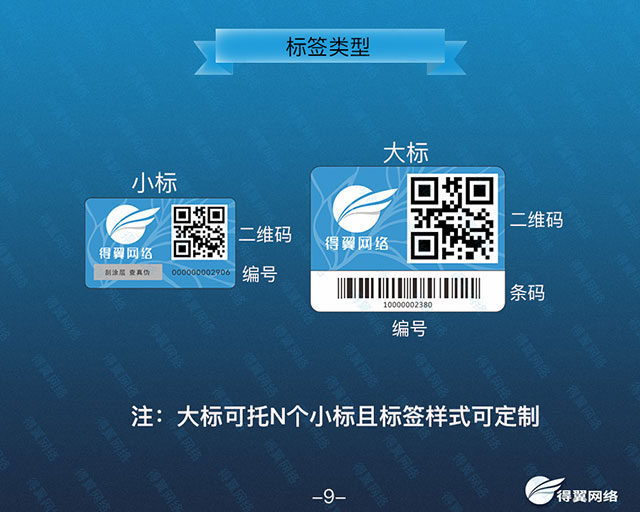 标签类型
小标
得翼网络
二维码
刮涂层 查真伪
000000002906
编号
大标
得翼网络
二维码
条码
10000002380
编号
注：大标可托N个小标且标签样式可定制
–9–
得翼网络